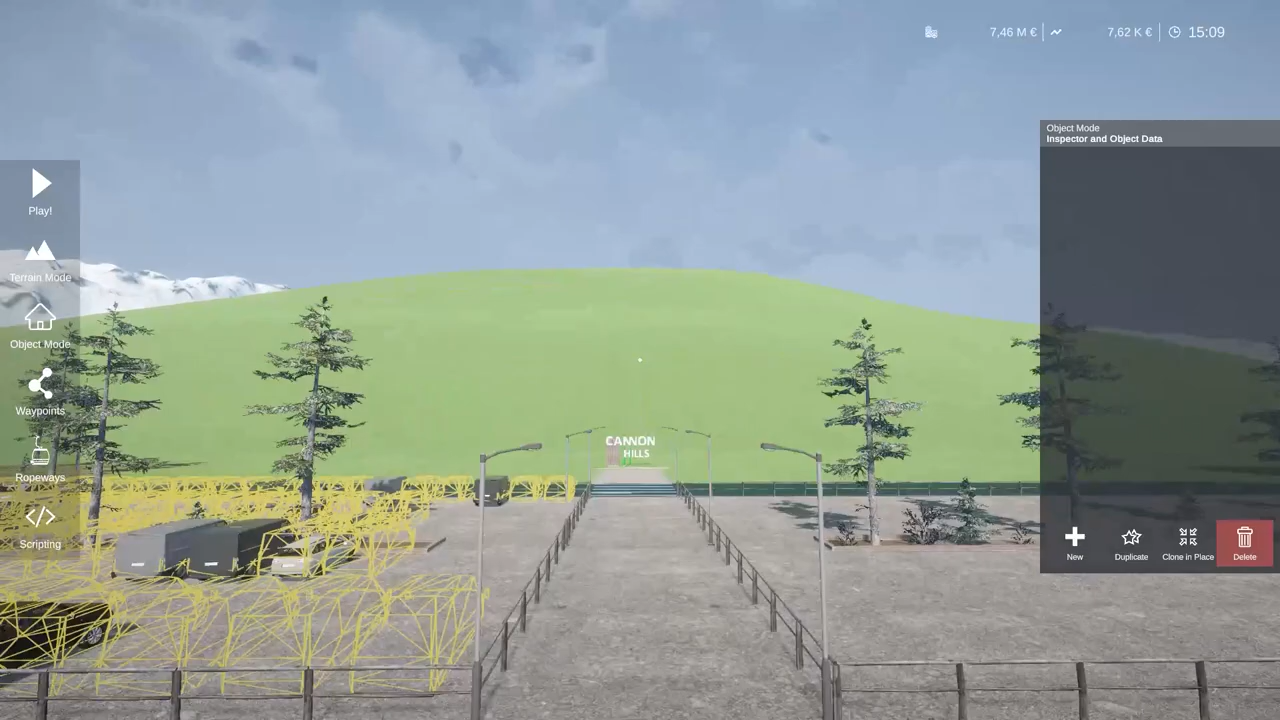 7,46 M €
7,62 K €
15:09
Object Mode
Inspector and Object Data
Play!
Terrain Mode
Object Mode
Waypoints
Ropeways
Scripting
CANNON
HILLS
New
Duplicate
Clone in Place
Delete